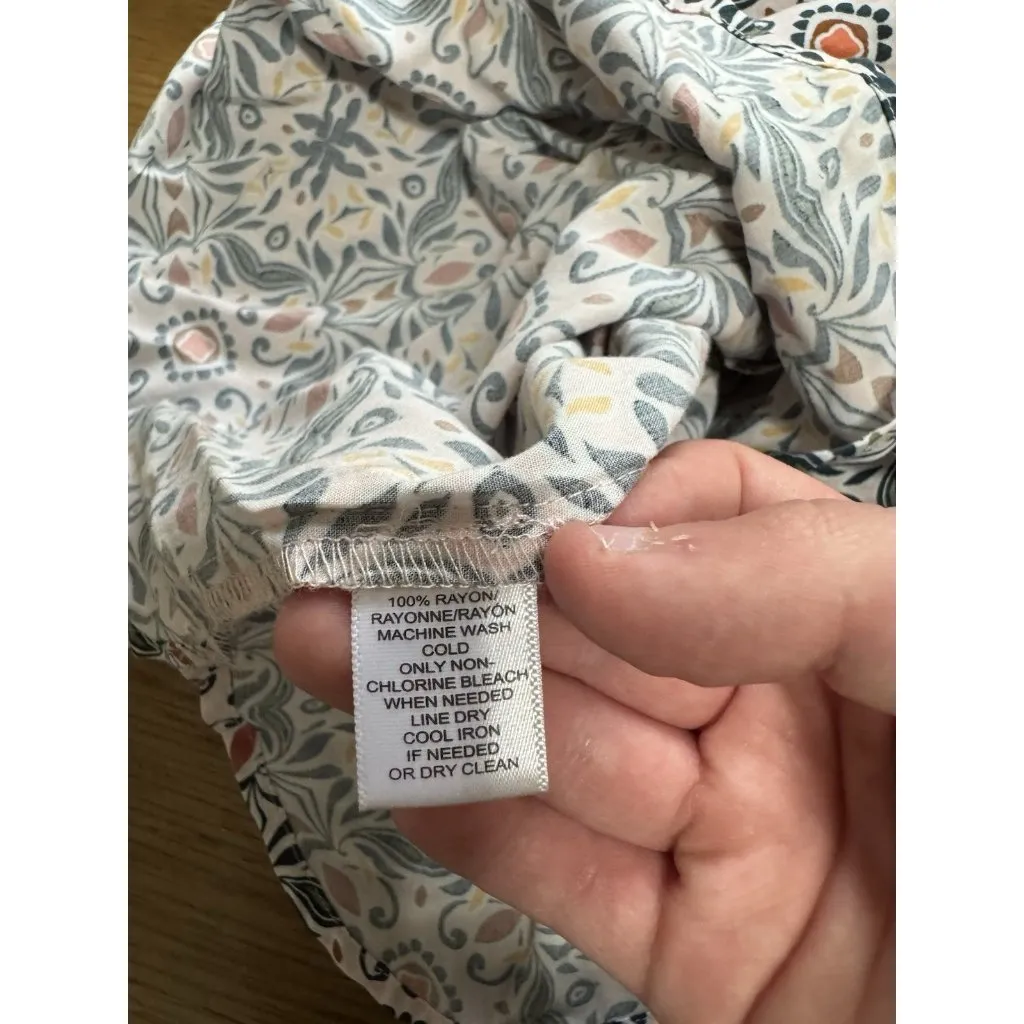 100% RAYON/
RAYONNE/RAYON
MACHINE WASH
COLD
ONLY NON-
CHLORINE BLEACH
WHEN NEEDED
LINE DRY
COOL IRON
IF NEEDED
OR DRY CLEAN